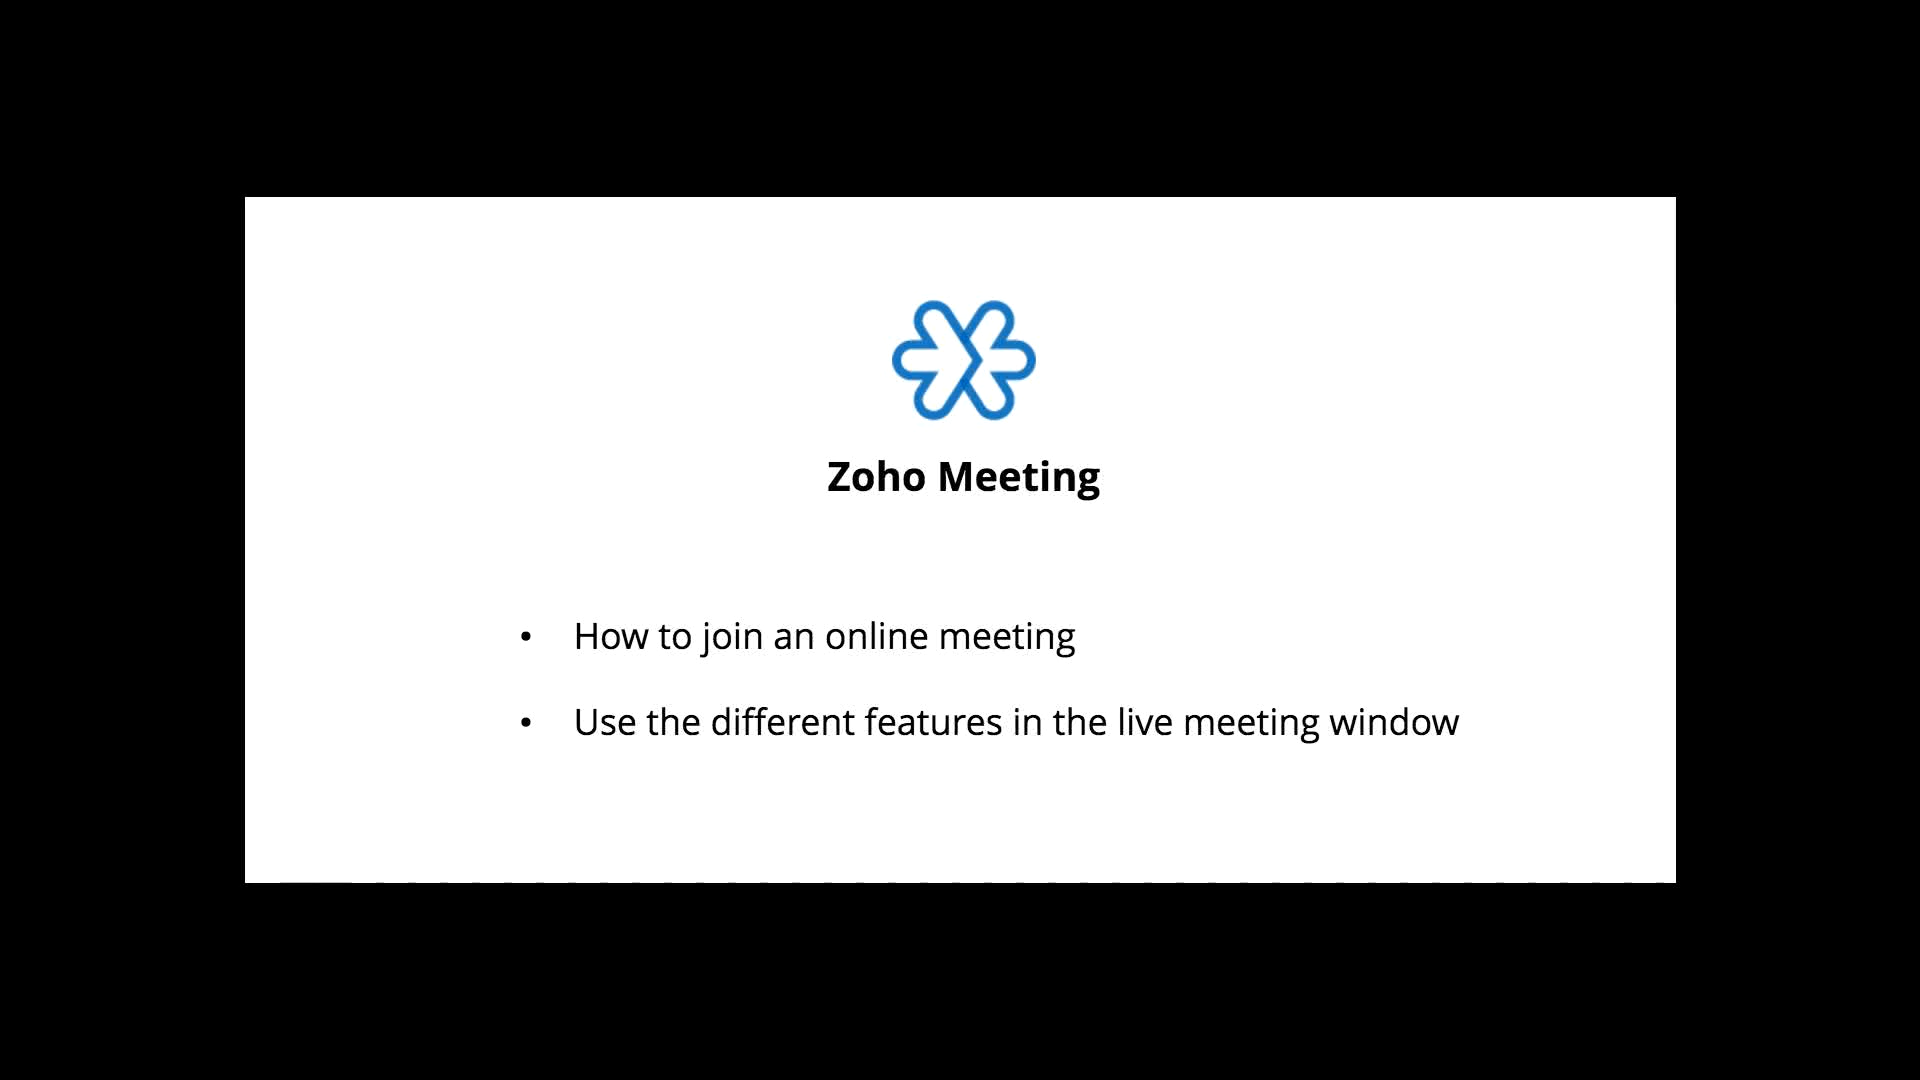 Zoho Meeting
• How to join an online meeting
• Use the different features in the live meeting window